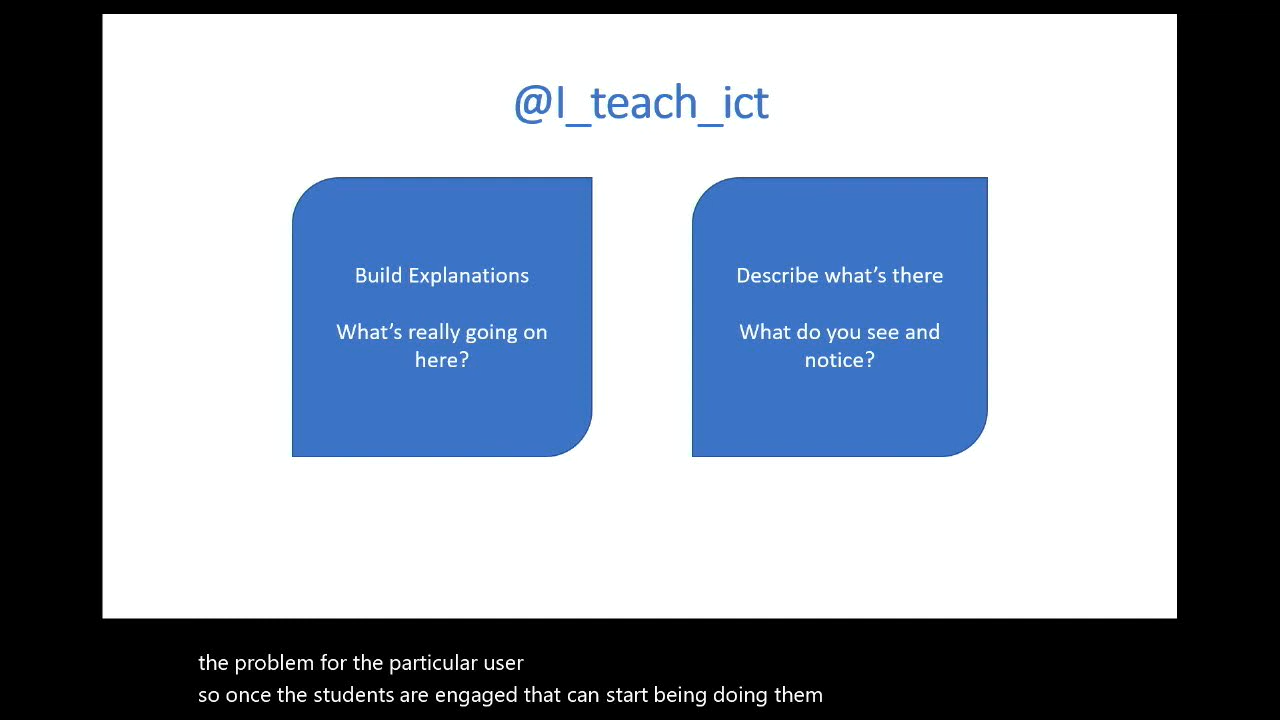 @I_teach_ict
Build Explanations
What's really going on
here?
Describe what's there
What do you see and
notice?
the problem for the particular user
so once the students are engaged that can start being doing them